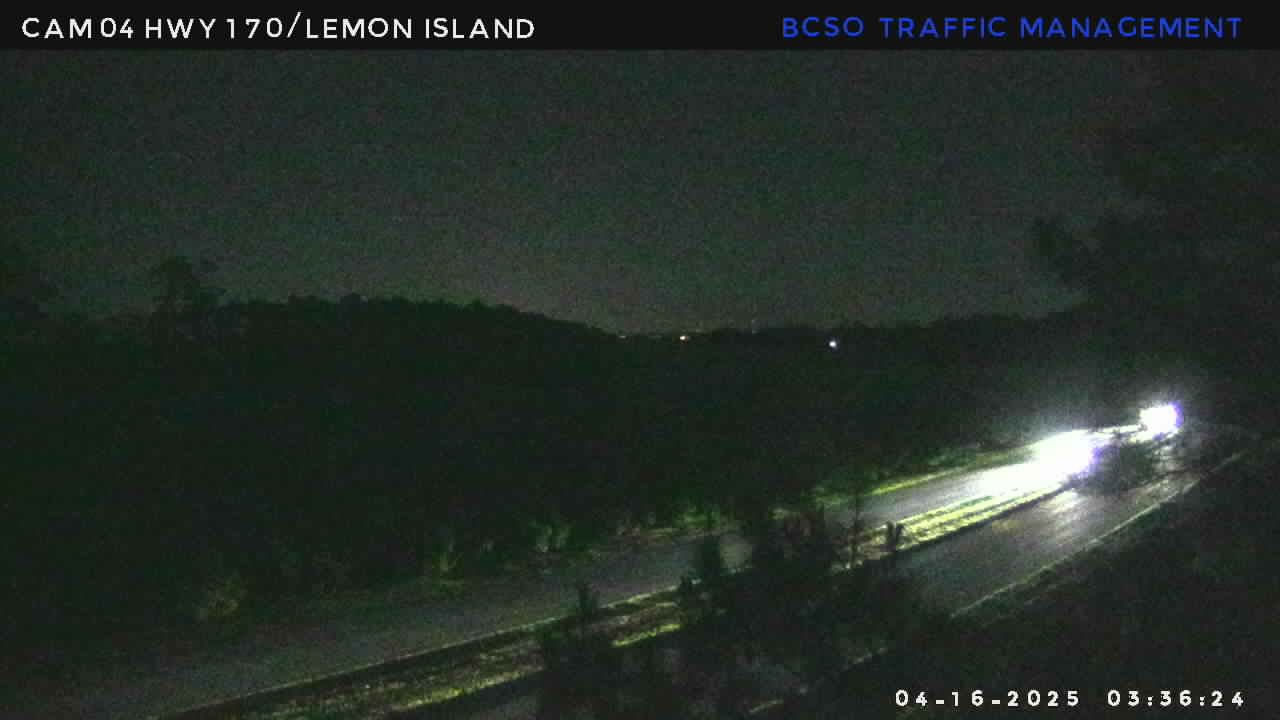 CAM04 HWY 170/LEMON ISLAND
BCSO TRAFFIC MANAGEMENT
04-16-2025 03:36:24